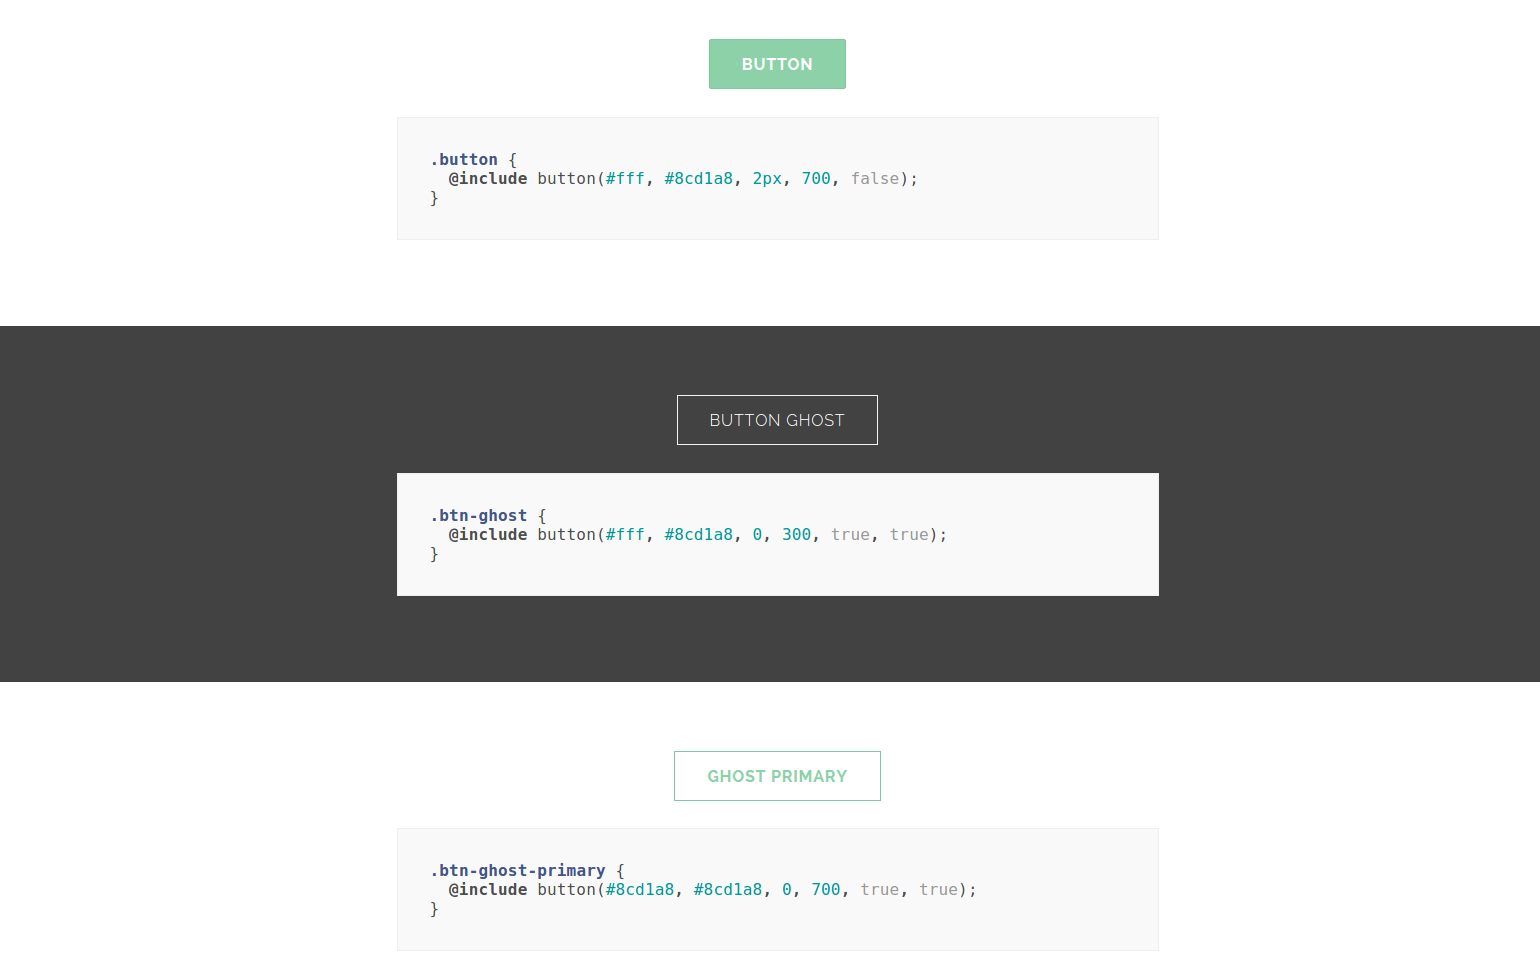 BUTTON
.button {
  @include button(#fff, #8cd1a8, 2px, 700, false);
}
BUTTON GHOST
.btn-ghost {
  @include button(#fff, #8cd1a8, 0, 300, true, true);
}
GHOST PRIMARY
.btn-ghost-primary {
  @include button(#8cd1a8, #8cd1a8, 0, 700, true, true);
}